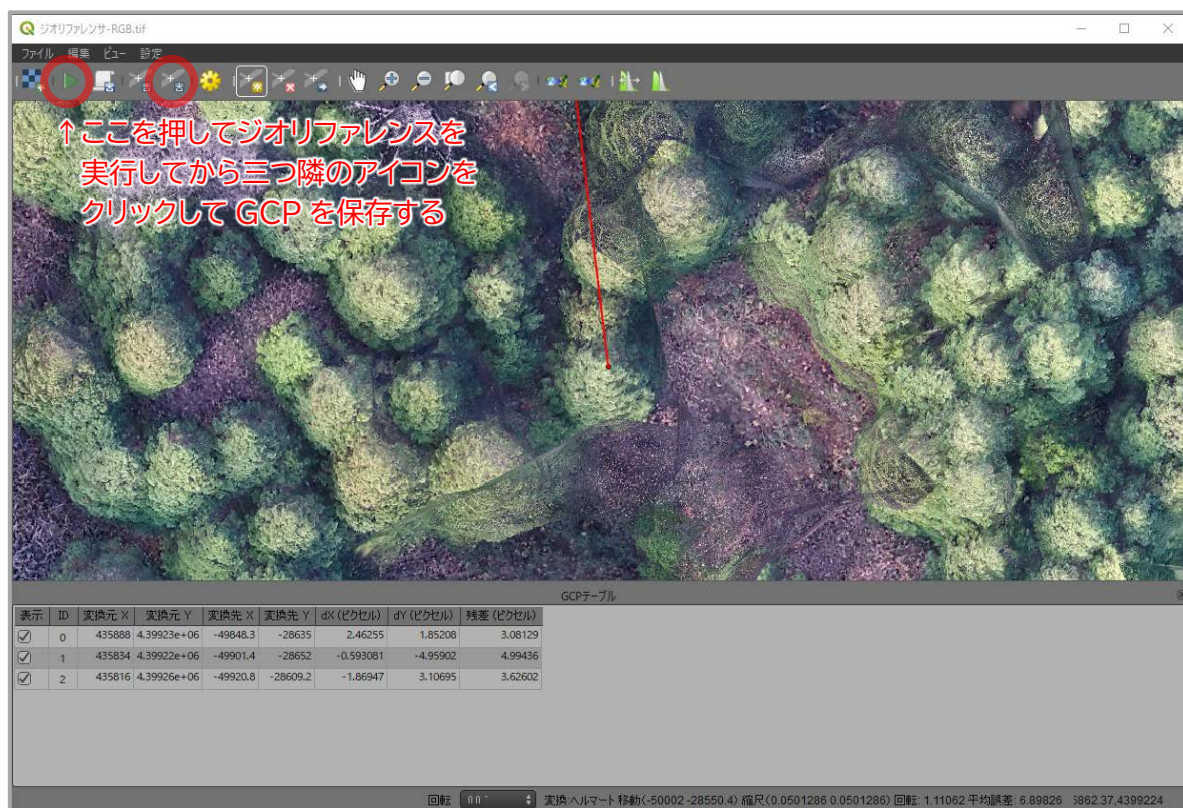 ジオリファレンサ-RGB.tif
ファイル 編集 ビュー 設定
↑ここを押してジオリファレンスを
実行してから三つ隣のアイコンを
クリックして GCP を保存する
GCPテーブル
表示 ID 変換元 X 変換元 Y 変換先 X 変換先 Y dX (ピクセル) dY (ピクセル) 残差 (ピクセル)
0 435888 4.39923e+06 -49848.3 -28635 2.46255 1.85208 3.08129
1 435834 4.39922e+06 -49901.4 -28652 -0.593081 -4.95902 4.99436
2 435816 4.39926e+06 -49920.8 -28609.2 -1.86947 3.10695 3.62602
回転 0.0 ° 変換:ヘルマート 移動(-50002 -28550.4) 縮尺(0.0501286 0.0501286) 回転: 1.11062 平均誤差: 6.89826 5862.37,4399224